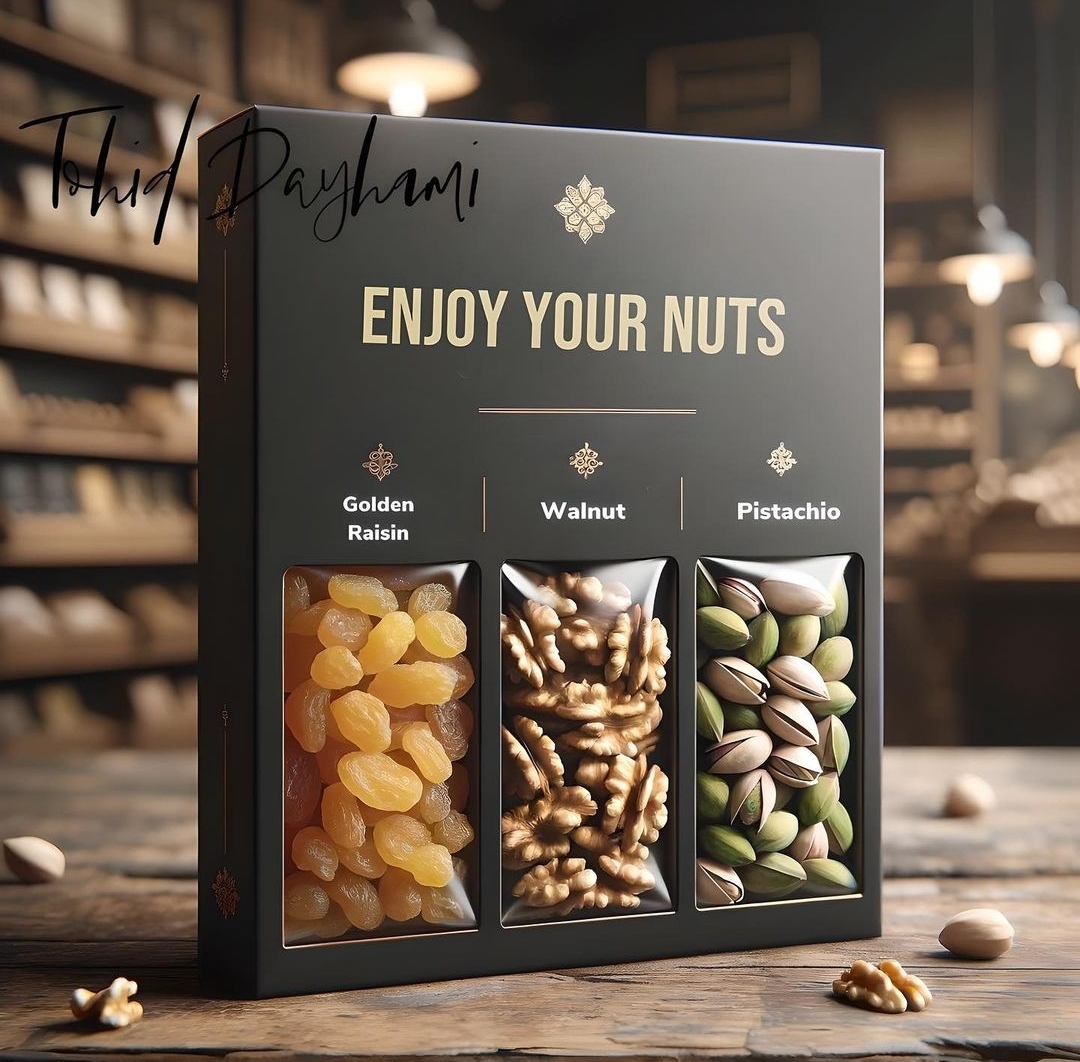 Tohid Dayhami
ENJOY YOUR NUTS
Golden
Raisin
Walnut
Pistachio